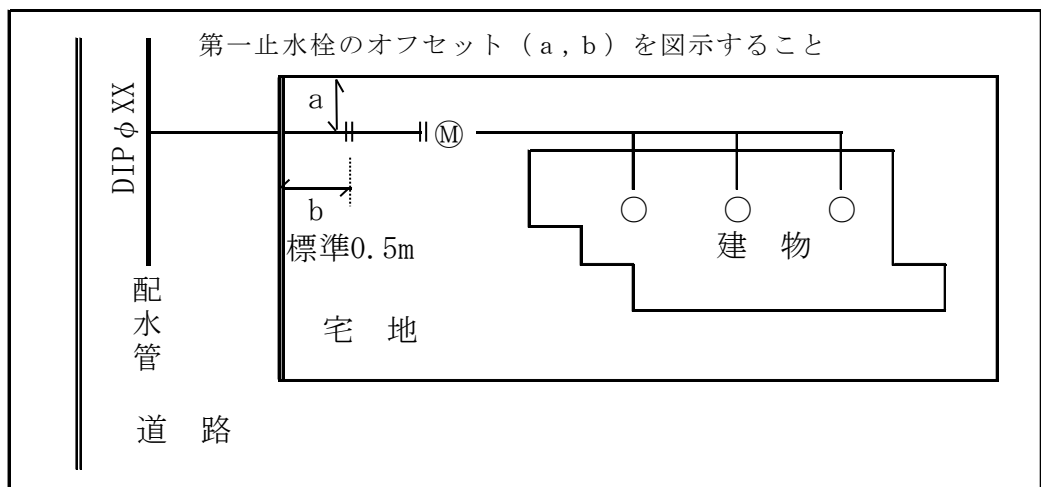 第一止水栓のオフセット（a,b）を図示すること
DIPφXX
a
Ⓜ
b
標準0.5m
建　物
配水管
宅　地
道　路